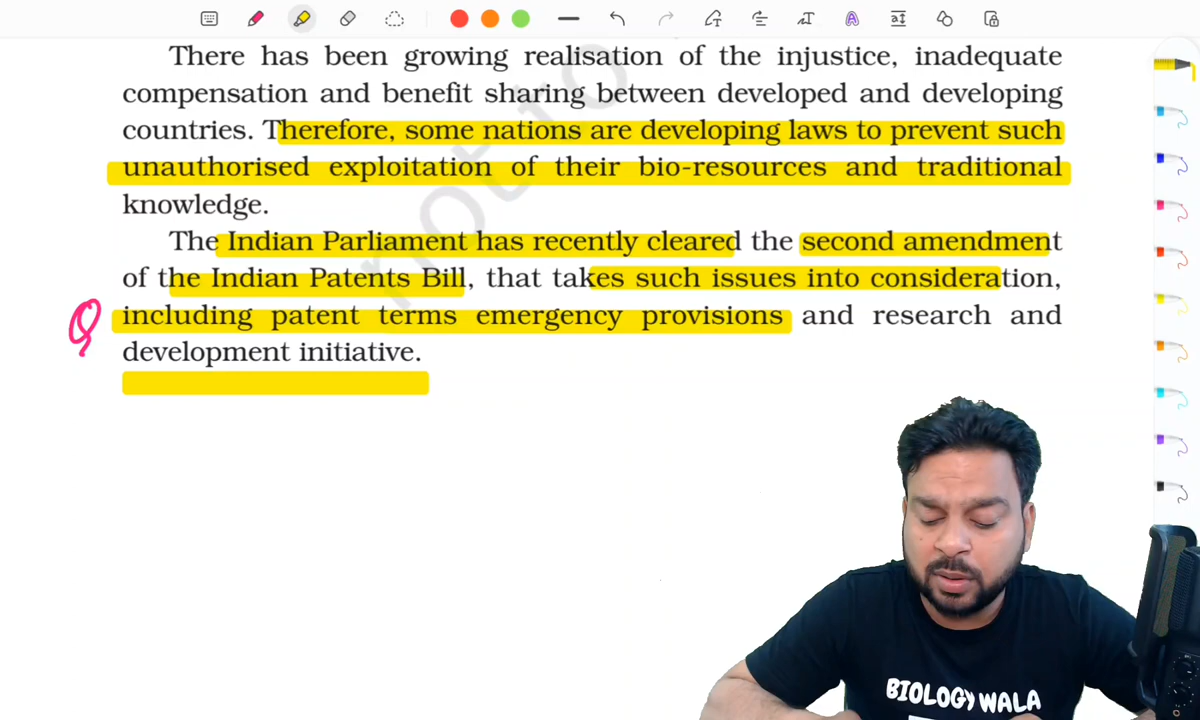 There has been growing realisation of the injustice, inadequate
compensation and benefit sharing between developed and developing
countries. Therefore, some nations are developing laws to prevent such
unauthorised exploitation of their bio-resources and traditional
knowledge.
The Indian Parliament has recently cleared the second amendment
of the Indian Patents Bill, that takes such issues into consideration,
including patent terms emergency provisions and research and
development initiative.
not to
BIOLOGY WALA